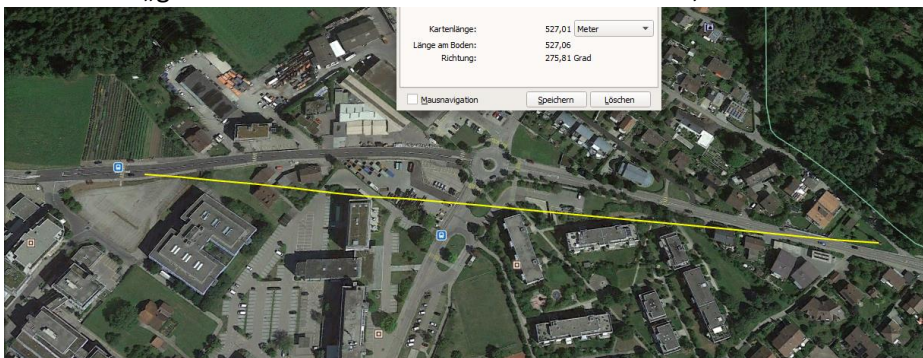 Kartenlänge: 527,01 Meter
Länge am Boden: 527,06
Richtung: 275,81 Grad
Mausnavigation Speichern Löschen